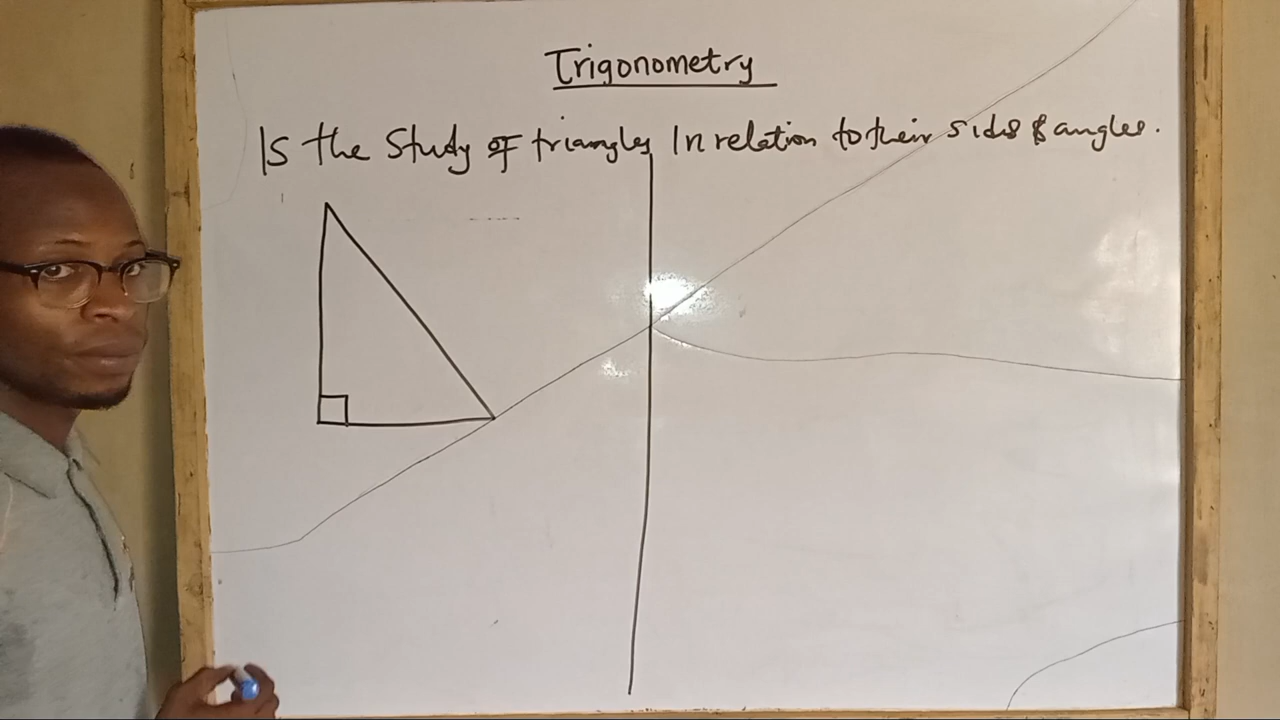 Trigonometry
Is the Study of triangles In relation to their sides & angles.